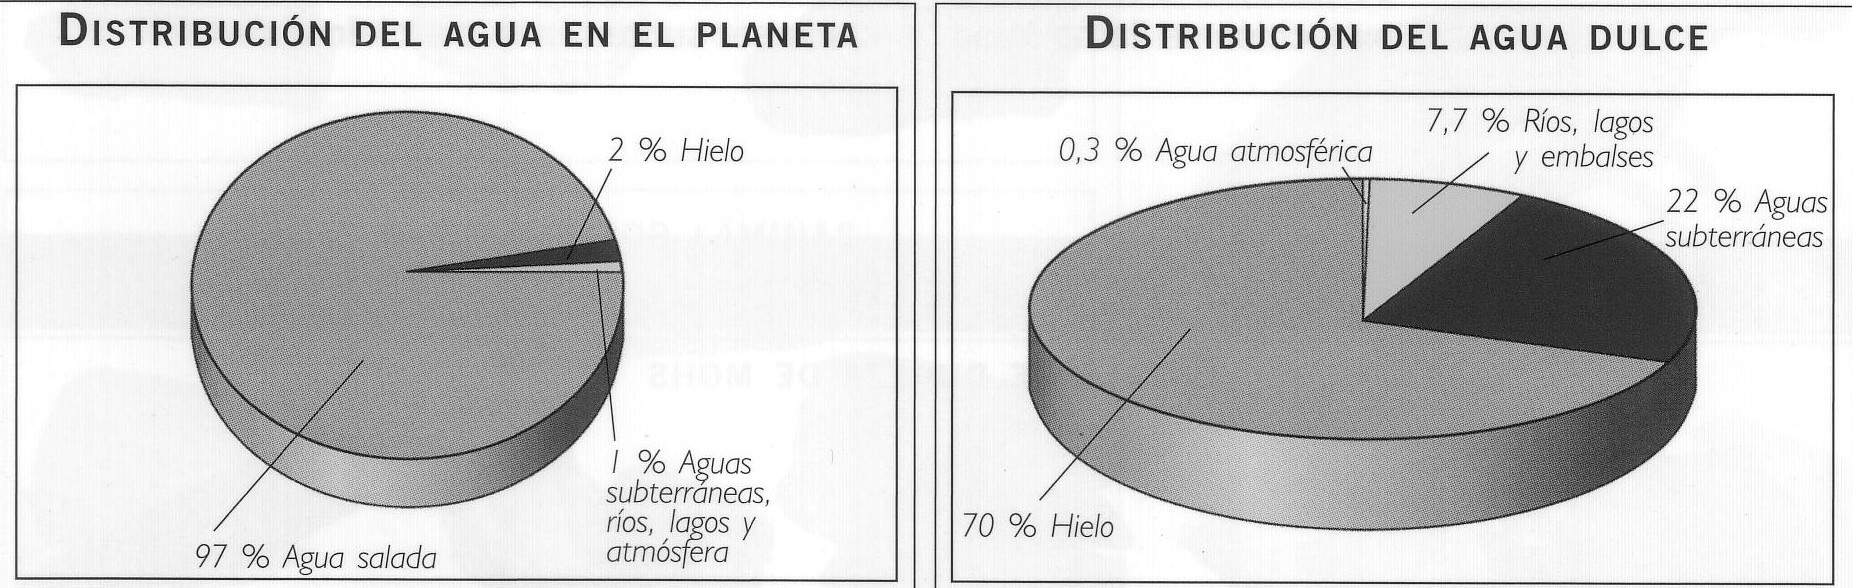 DISTRIBUCIÓN DEL AGUA EN EL PLANETA
2 % Hielo
1 % Aguas
subterráneas,
ríos, lagos y
atmósfera
97 % Agua salada
DISTRIBUCIÓN DEL AGUA DULCE
0,3 % Agua atmosférica
7,7 % Ríos, lagos
y embalses
22 % Aguas
subterráneas
70 % Hielo